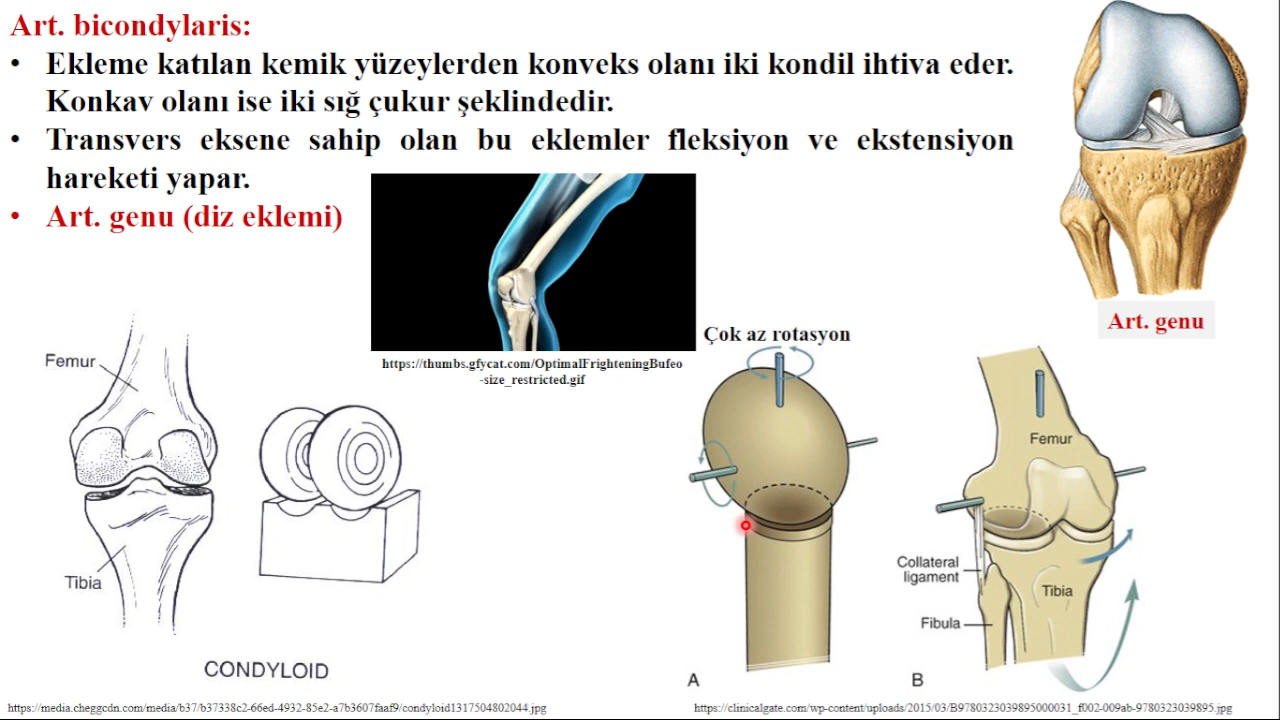 Art. bicondylaris:
• Ekleme katılan kemik yüzeylerden konveks olanı iki kondil ihtiva eder.
Konkav olanı ise iki sığ çukur şeklindedir.
• Transvers eksene sahip olan bu eklemler fleksiyon ve ekstensiyon
hareketi yapar.
• Art. genu (diz eklemi)
https://thumbs.gfycat.com/OptimalFrighteningBufeo
-size_restricted.gif
Art. genu
Çok az rotasyon
Femur
Tibia
CONDYLOID
Femur
Collateral
ligament
Tibia
Fibula
A
B
https://media.cheggcdn.com/media/b37/b37338c2-66ed-4932-85e2-a7b3607faaf9/condyloid1317504802044.jpg
https://clinicalgate.com/wp-content/uploads/2015/03/B9780323039895000031_f002-009ab-9780323039895.jpg